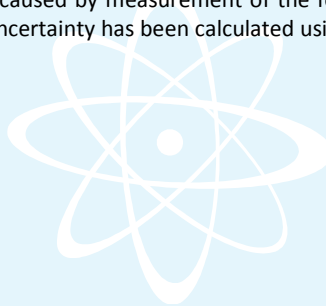 caused by measurement of the
ncertainty has been calculated usi